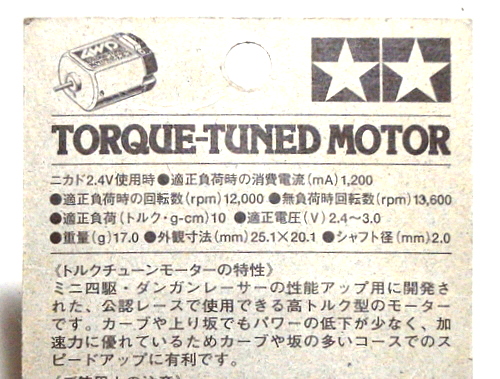 4WD
TORQUE-TUNED MOTOR
ニカド2.4V使用時●適正負荷時の消費電流(mA)1,200
●適正負荷時の回転数(rpm)12,000 ●無負荷時回転数(rpm)13,600
●適正負荷(トルク・g-cm)10 ●適正電圧(V)2.4〜3.0
●重量(g)17.0 ●外観寸法(mm)25.1×20.1 ●シャフト径(mm)2.0
《トルクチューンモーターの特性》
ミニ四駆・ダンガンレーサーの性能アップ用に開発さ
れた、公認レースで使用できる高トルク型のモーター
です。カーブや上り坂でもパワーの低下が少なく、加
速力に優れているためカーブや坂の多いコースでのス
ピードアップに有利です。